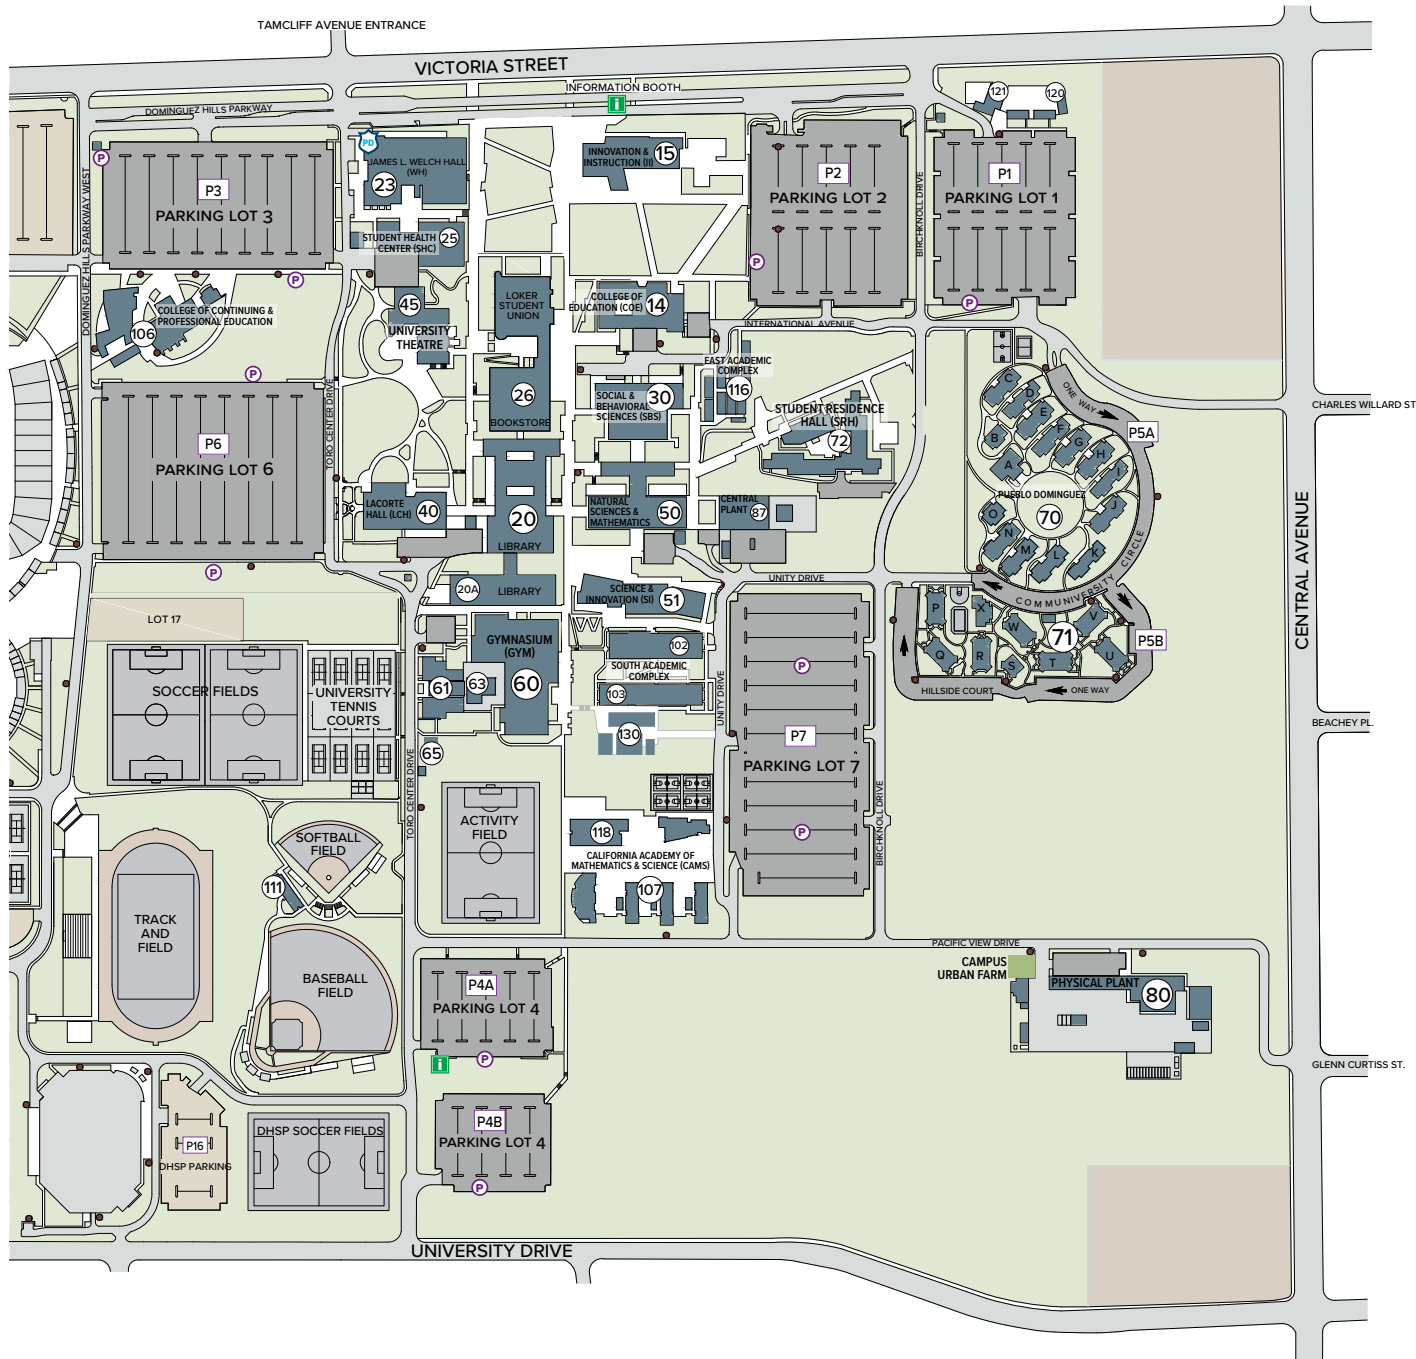 TAMCLIFF AVENUE ENTRANCE
VICTORIA STREET
INFORMATION BOOTH
i
DOMINGUEZ HILLS PARKWAY
121
120
PD
JAMES L. WELCH HALL
(WH)
23
INNOVATION &
INSTRUCTION (II)
15
P3
PARKING LOT 3
P
P2
PARKING LOT 2
P1
PARKING LOT 1
BIRCHKNOLL DRIVE
DOMINGUEZ HILLS PARKWAY WEST
STUDENT HEALTH
CENTER (SHC)
25
P
P
P
106
COLLEGE OF CONTINUING &
PROFESSIONAL EDUCATION
45
UNIVERSITY
THEATRE
LOKER
STUDENT
UNION
COLLEGE OF
EDUCATION (COE)
14
INTERNATIONAL AVENUE
P
EAST ACADEMIC
COMPLEX
116
26
BOOKSTORE
SOCIAL &
BEHAVIORAL
SCIENCES (SBS)
30
STUDENT RESIDENCE
HALL (SRH)
72
ONE WAY
CHARLES WILLARD ST
P5A
C
D
E
F
G
H
I
J
K
L
M
N
O
A
B
PUEBLO DOMINGUEZ
70
P6
PARKING LOT 6
TORO CENTER DRIVE
LACORTE
HALL (LCH)
40
20
LIBRARY
NATURAL
SCIENCES &
MATHEMATICS
50
CENTRAL
PLANT
87
CENTRAL AVENUE
P
20A
LIBRARY
SCIENCE &
INNOVATION (SI)
51
UNITY DRIVE
COMMUNIVERSITY CIRCLE
LOT 17
P
X
W
V
Q
R
S
T
U
71
P5B
HILLSIDE COURT
ONE WAY
GYMNASIUM
(GYM)
60
61
63
102
SOUTH ACADEMIC
COMPLEX
103
130
SOCCER FIELDS
UNIVERSITY
TENNIS
COURTS
65
UNITY DRIVE
P
P7
PARKING LOT 7
P
BEACHEY PL.
TORO CENTER DRIVE
BIRCHKNOLL DRIVE
ACTIVITY
FIELD
118
CALIFORNIA ACADEMY OF
MATHEMATICS & SCIENCE (CAMS)
107
SOFTBALL
FIELD
111
TRACK
AND
FIELD
BASEBALL
FIELD
PACIFIC VIEW DRIVE
CAMPUS
URBAN FARM
PHYSICAL PLANT
80
P4A
PARKING LOT 4
i
P
GLENN CURTISS ST.
P4B
PARKING LOT 4
P
P16
DHSP PARKING
DHSP SOCCER FIELDS
UNIVERSITY DRIVE